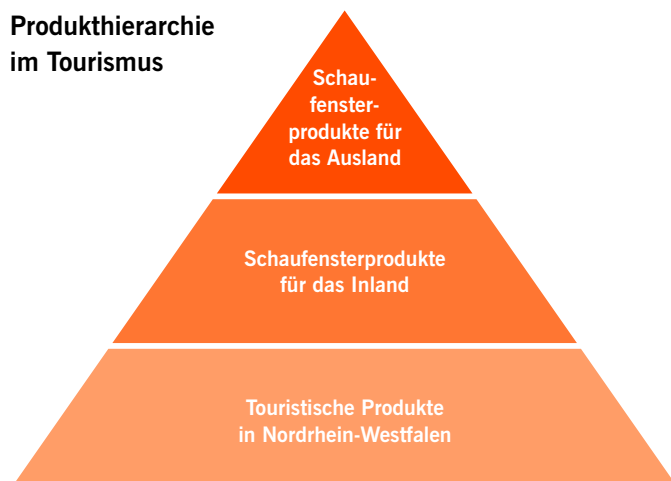 Produkthierarchie
im Tourismus
Schau-
fenster-
produkte für
das Ausland
Schaufensterprodukte
für das Inland
Touristische Produkte
in Nordrhein-Westfalen